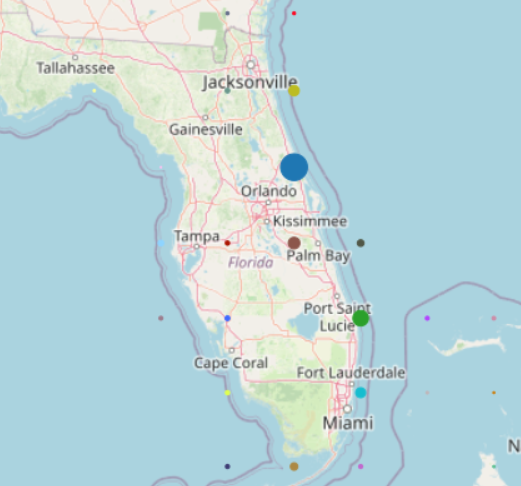 Tallahassee
Jacksonville
Gainesville
Orlando
Kissimmee
Tampa
Palm Bay
Florida
Port Saint
Lucie
Cape Coral
Fort Lauderdale
Miami
N